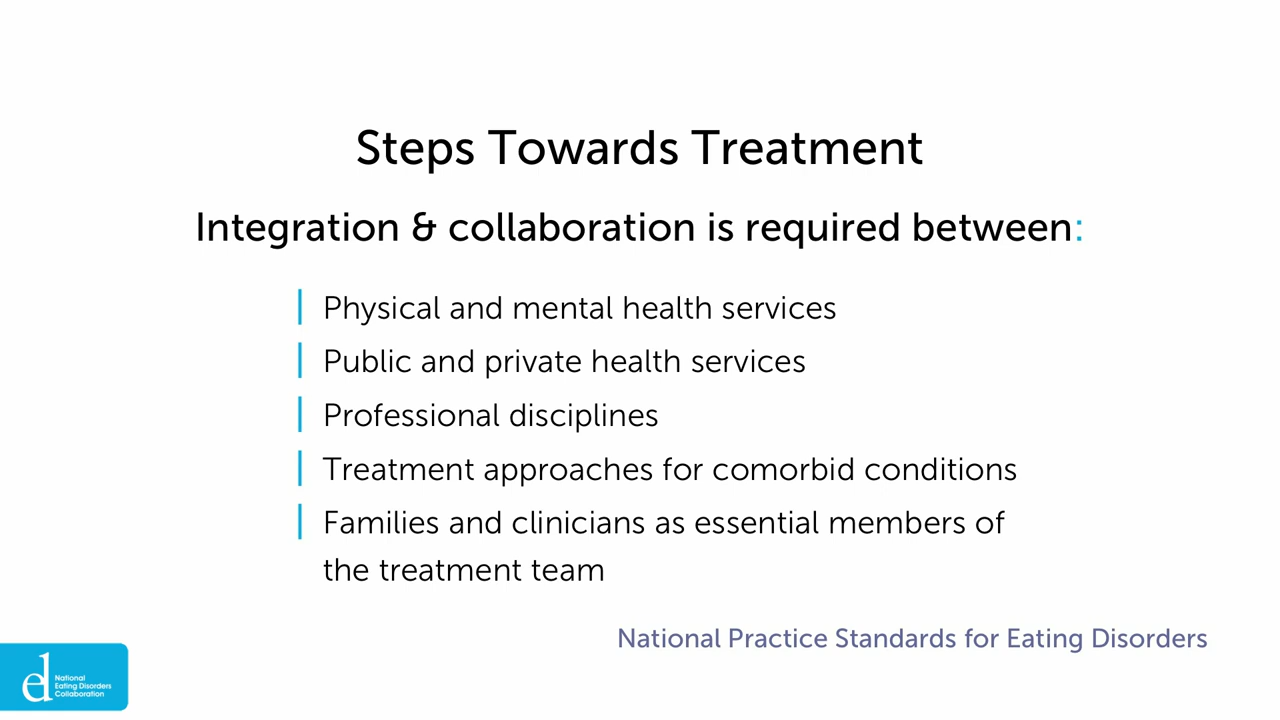 Steps Towards Treatment
Integration & collaboration is required between:
Physical and mental health services
Public and private health services
Professional disciplines
Treatment approaches for comorbid conditions
Families and clinicians as essential members of
the treatment team
National Practice Standards for Eating Disorders
ed
National
Eating Disorders
Collaboration